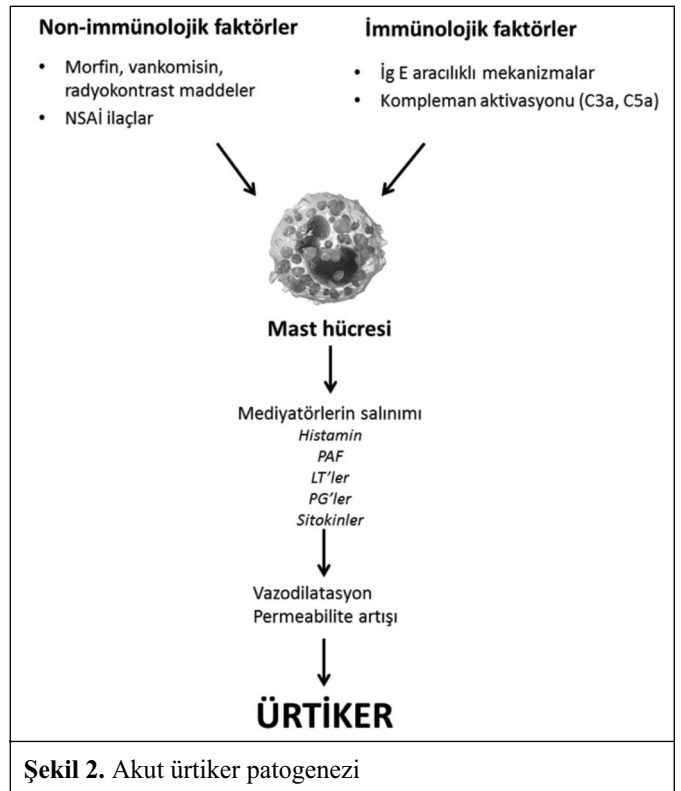 Non-immünolojik faktörler
• Morfin, vankomisin,
radyokontrast maddeler
• NSAİ ilaçlar
İmmünolojik faktörler
• İg E aracılıklı mekanizmalar
• Kompleman aktivasyonu (C3a, C5a)
Mast hücresi
Mediyatörlerin salınımı
Histamin
PAF
LT’ler
PG’ler
Sitokinler
Vazodilatasyon
Permeabilite artışı
ÜRTİKER
Şekil 2. Akut ürtiker patogenezi